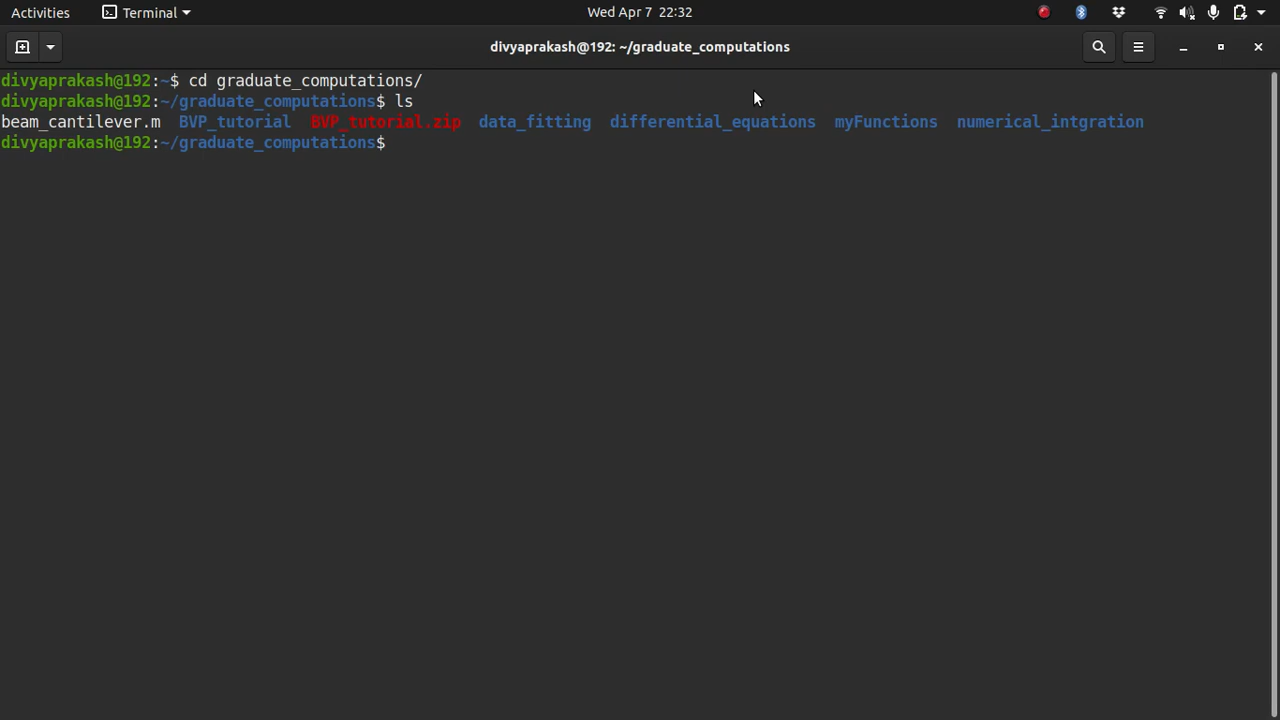 Activities Terminal Wed Apr 7 22:32
divyaprakash@192: ~/graduate_computations
divyaprakash@192:~$ cd graduate_computations/
divyaprakash@192:~/graduate_computations$ ls
beam_cantilever.m BVP_tutorial BVP_tutorial.zip data_fitting differential_equations myFunctions numerical_intgration
divyaprakash@192:~/graduate_computations$